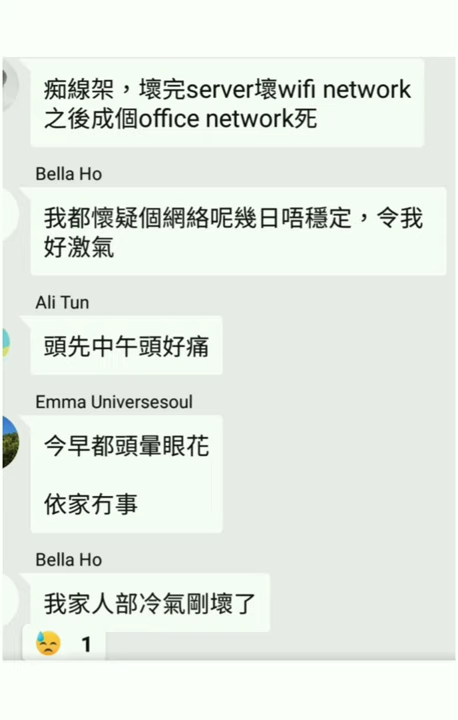 痴線架，壞完server壞wifi network
之後成個office network死
Bella Ho
我都懷疑個網絡呢幾日唔穩定，令我
好激氣
Ali Tun
頭先中午頭好痛
Emma Universesoul
今早都頭暈眼花
依家冇事
Bella Ho
我家人部冷氣剛壞了
1